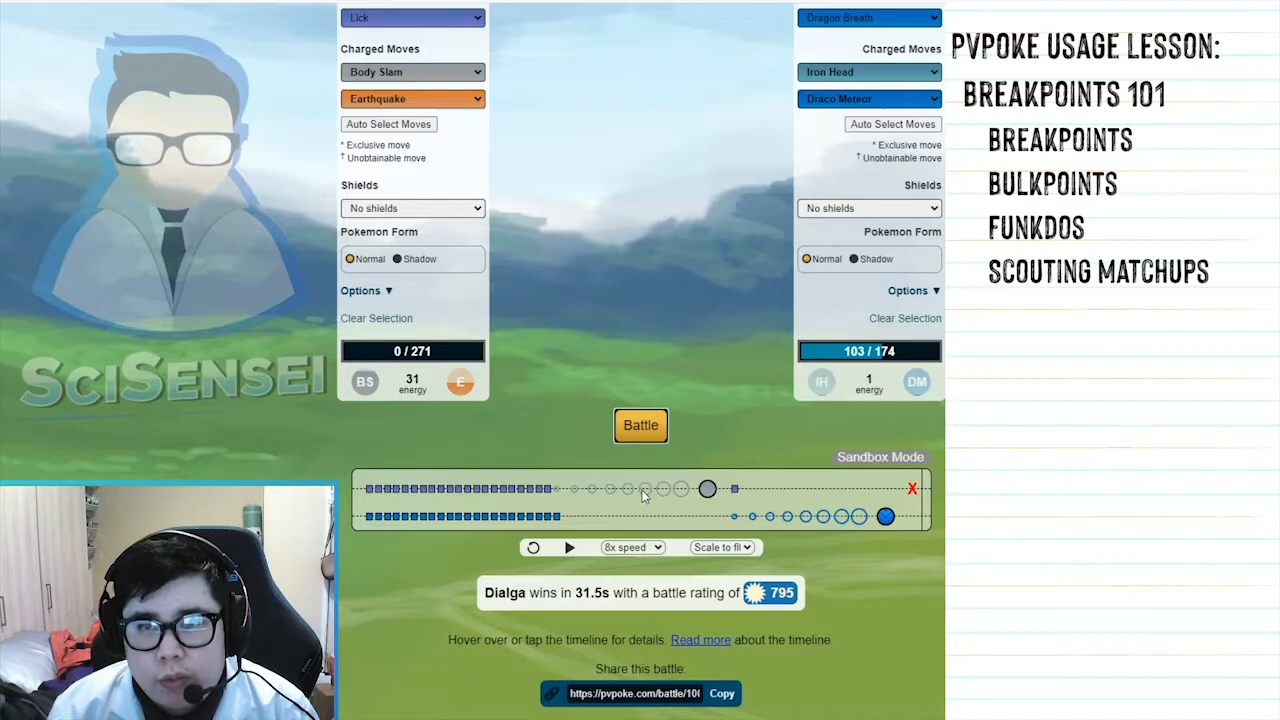 Lick
Charged Moves
Body Slam
Earthquake
Auto Select Moves
* Exclusive move
† Unobtainable move
Shields
No shields
Pokemon Form
Normal Shadow
Options ▼
Clear Selection
0 / 271
BS 31 energy E
Dragon Breath
Charged Moves
Iron Head
Draco Meteor
Auto Select Moves
* Exclusive move
† Unobtainable move
Shields
No shields
Pokemon Form
Normal Shadow
Options ▼
Clear Selection
103 / 174
IH 1 energy DM
PVPOKE USAGE LESSON:
BREAKPOINTS 101
BREAKPOINTS
BULKPOINTS
FUNKDOS
SCOUTING MATCHUPS
SCISENSEI
Battle
Sandbox Mode
X
8x speed Scale to fit
Dialga wins in 31.5s with a battle rating of 795
Hover over or tap the timeline for details. Read more about the timeline.
Share this battle:
https://pvpoke.com/battle/100 Copy